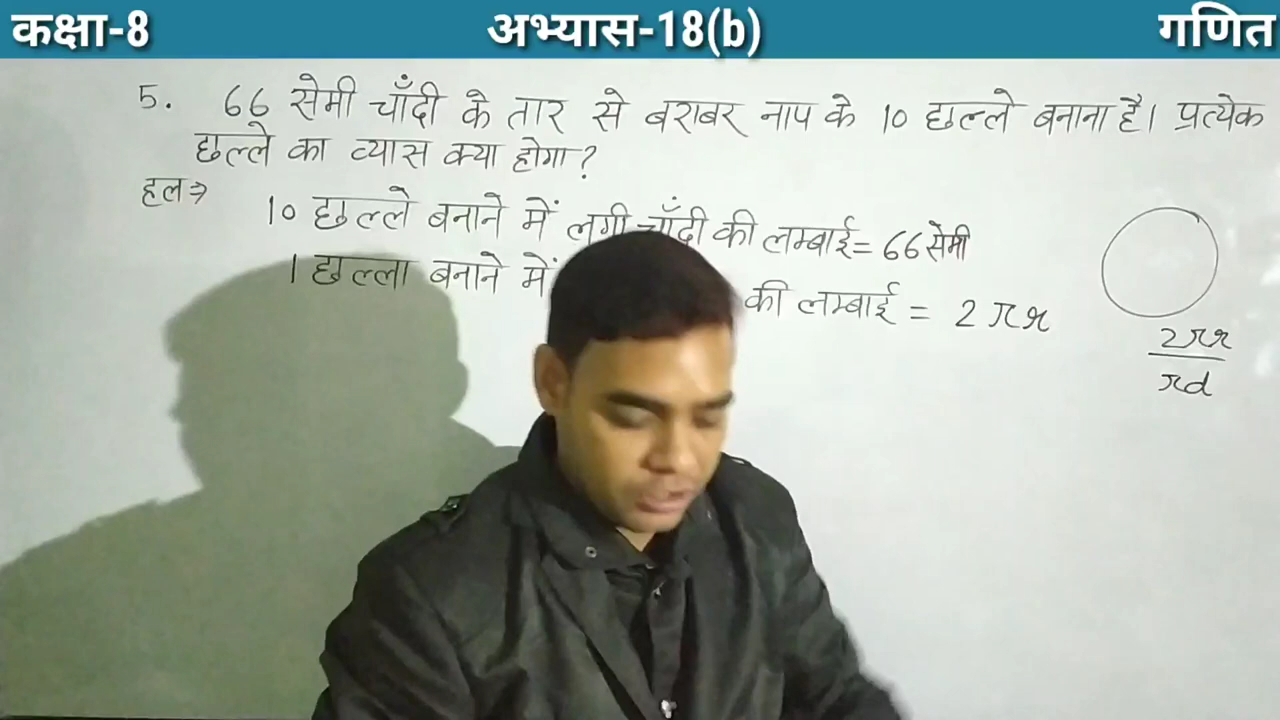 कक्षा-8
अभ्यास-18(b)
गणित
5. 66 सेमी चाँदी के तार से बराबर नाप के 10 छल्ले बनाना है। प्रत्येक
छल्ले का व्यास क्या होगा?
हल⇒
10 छल्ले बनाने में लगी चाँदी की लम्बाई = 66 सेमी
1 छल्ला बनाने में की लम्बाई = 2πr
2πr
πd